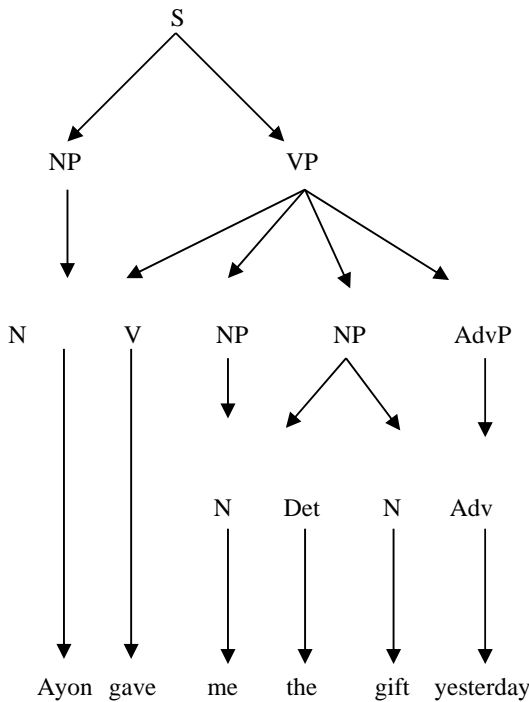 S
NP VP
N V NP NP AdvP
N Det N Adv
Ayon gave me the gift yesterday